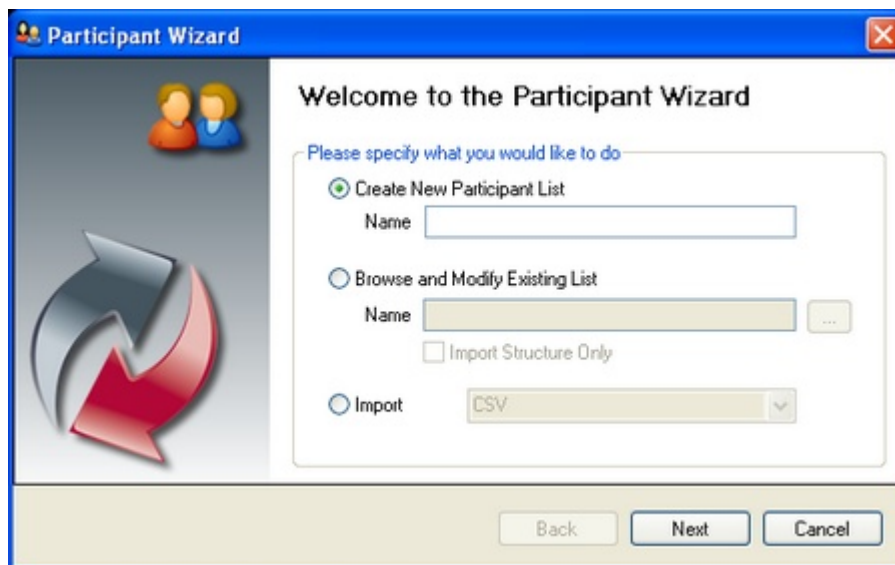 Participant Wizard
Welcome to the Participant Wizard
Please specify what you would like to do
Create New Participant List
Name
Browse and Modify Existing List
Name
...
Import Structure Only
Import
CSV
Back
Next
Cancel